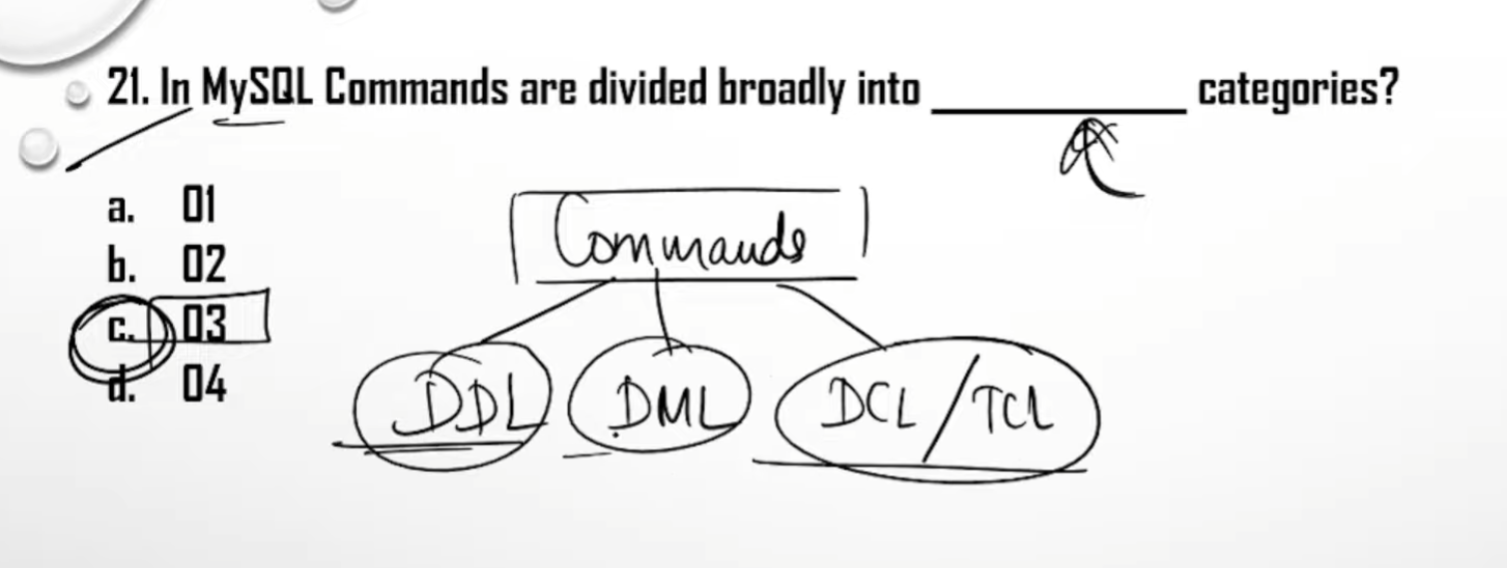 21. In MySQL Commands are divided broadly into ____________ categories?
a. 01
b. 02
c. 03
d. 04
Commands
DDL DML DCL/TCL